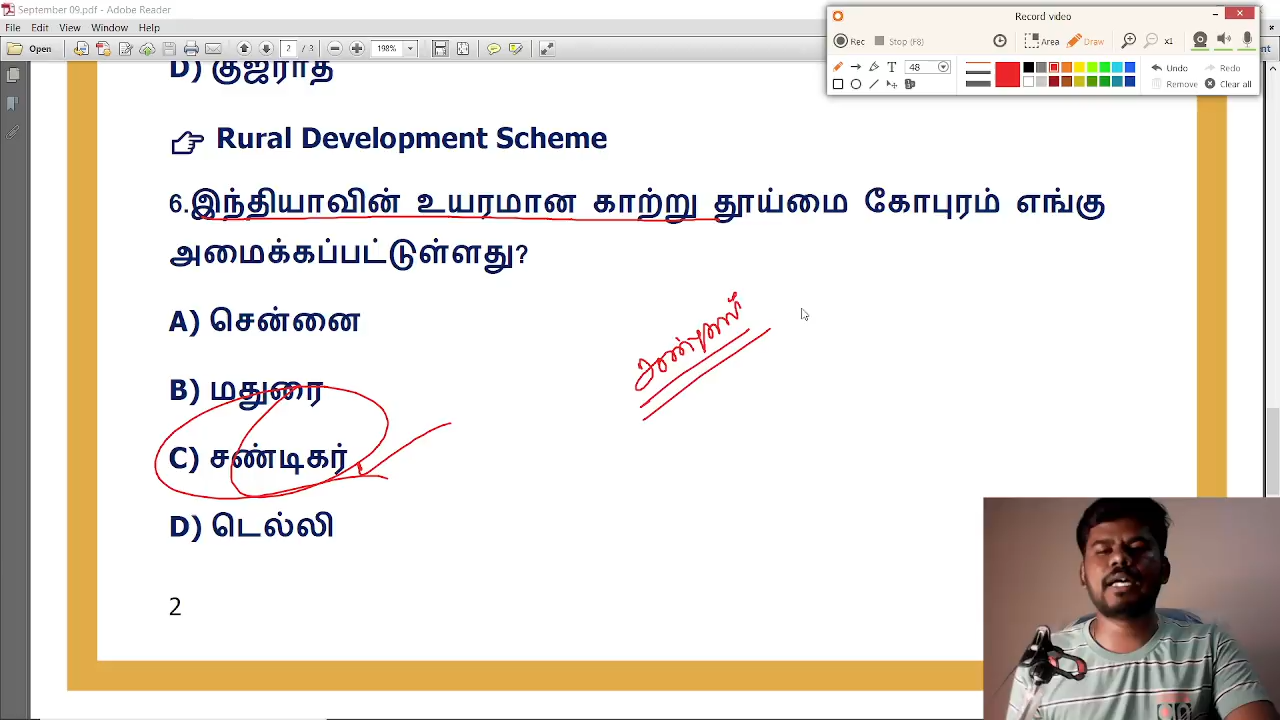 September 09.pdf - Adobe Reader
Record video
File Edit View Window Help
Rec Stop (F8) Area Draw x1
Open 2 / 3 198%
T 48 Undo Redo
Remove Clear all
D) குஜராத்
Rural Development Scheme
6.இந்தியாவின் உயரமான காற்று தூய்மை கோபுரம் எங்கு
அமைக்கப்பட்டுள்ளது?
A) சென்னை
B) மதுரை
C) சண்டிகர்
D) டெல்லி
2